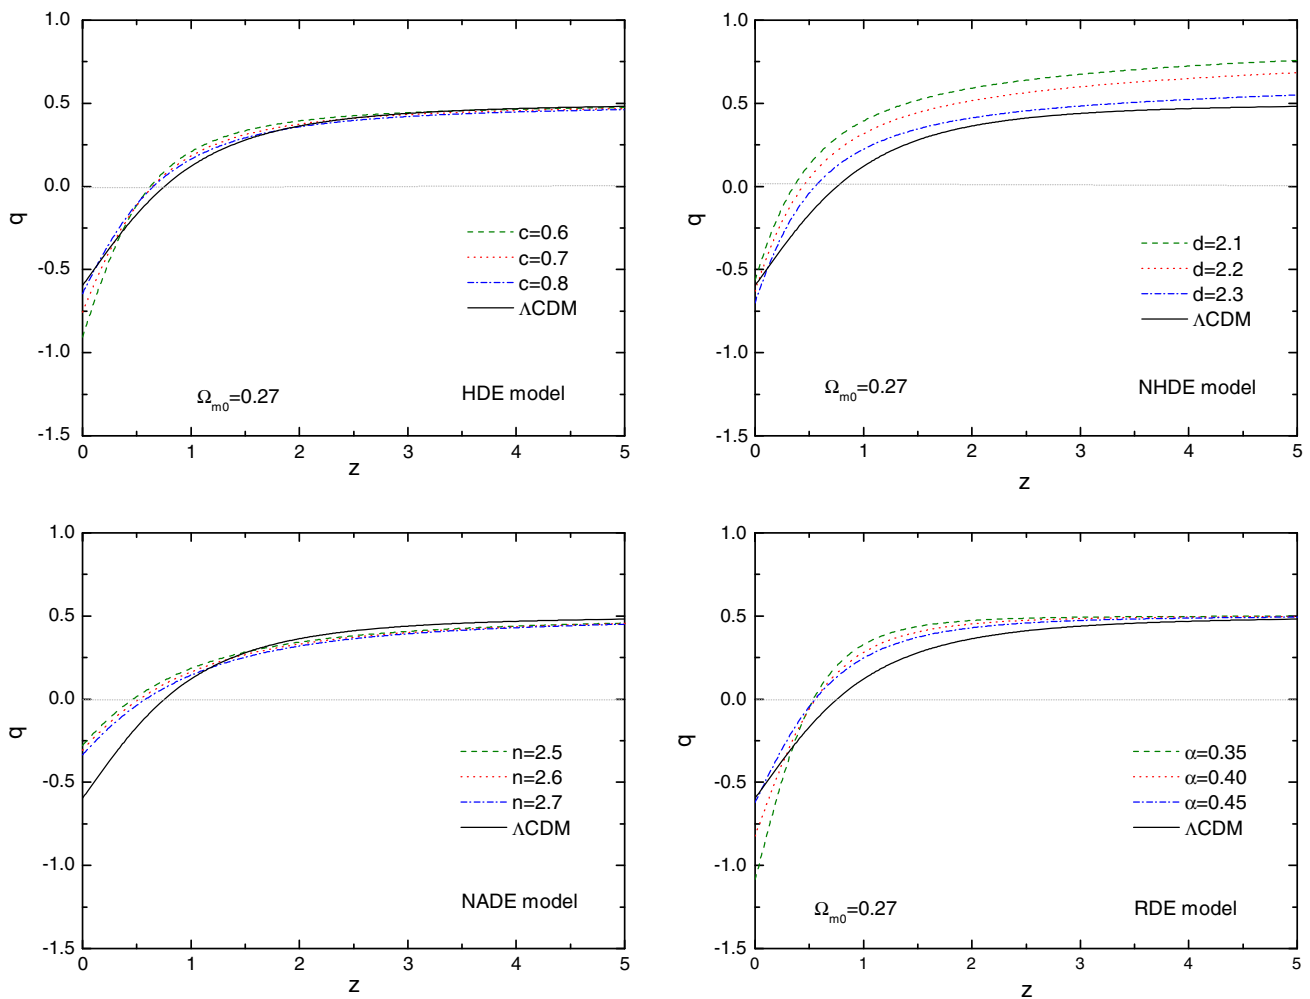 1.0
0.5
0.0
-0.5
-1.0
-1.5
q
0 1 2 3 4 5
z
c=0.6
c=0.7
c=0.8
ΛCDM
Ωm0=0.27
HDE model
1.0
0.5
0.0
-0.5
-1.0
-1.5
q
0 1 2 3 4 5
z
d=2.1
d=2.2
d=2.3
ΛCDM
Ωm0=0.27
NHDE model
1.0
0.5
0.0
-0.5
-1.0
-1.5
q
0 1 2 3 4 5
z
n=2.5
n=2.6
n=2.7
ΛCDM
NADE model
1.0
0.5
0.0
-0.5
-1.0
-1.5
q
0 1 2 3 4 5
z
α=0.35
α=0.40
α=0.45
ΛCDM
Ωm0=0.27
RDE model